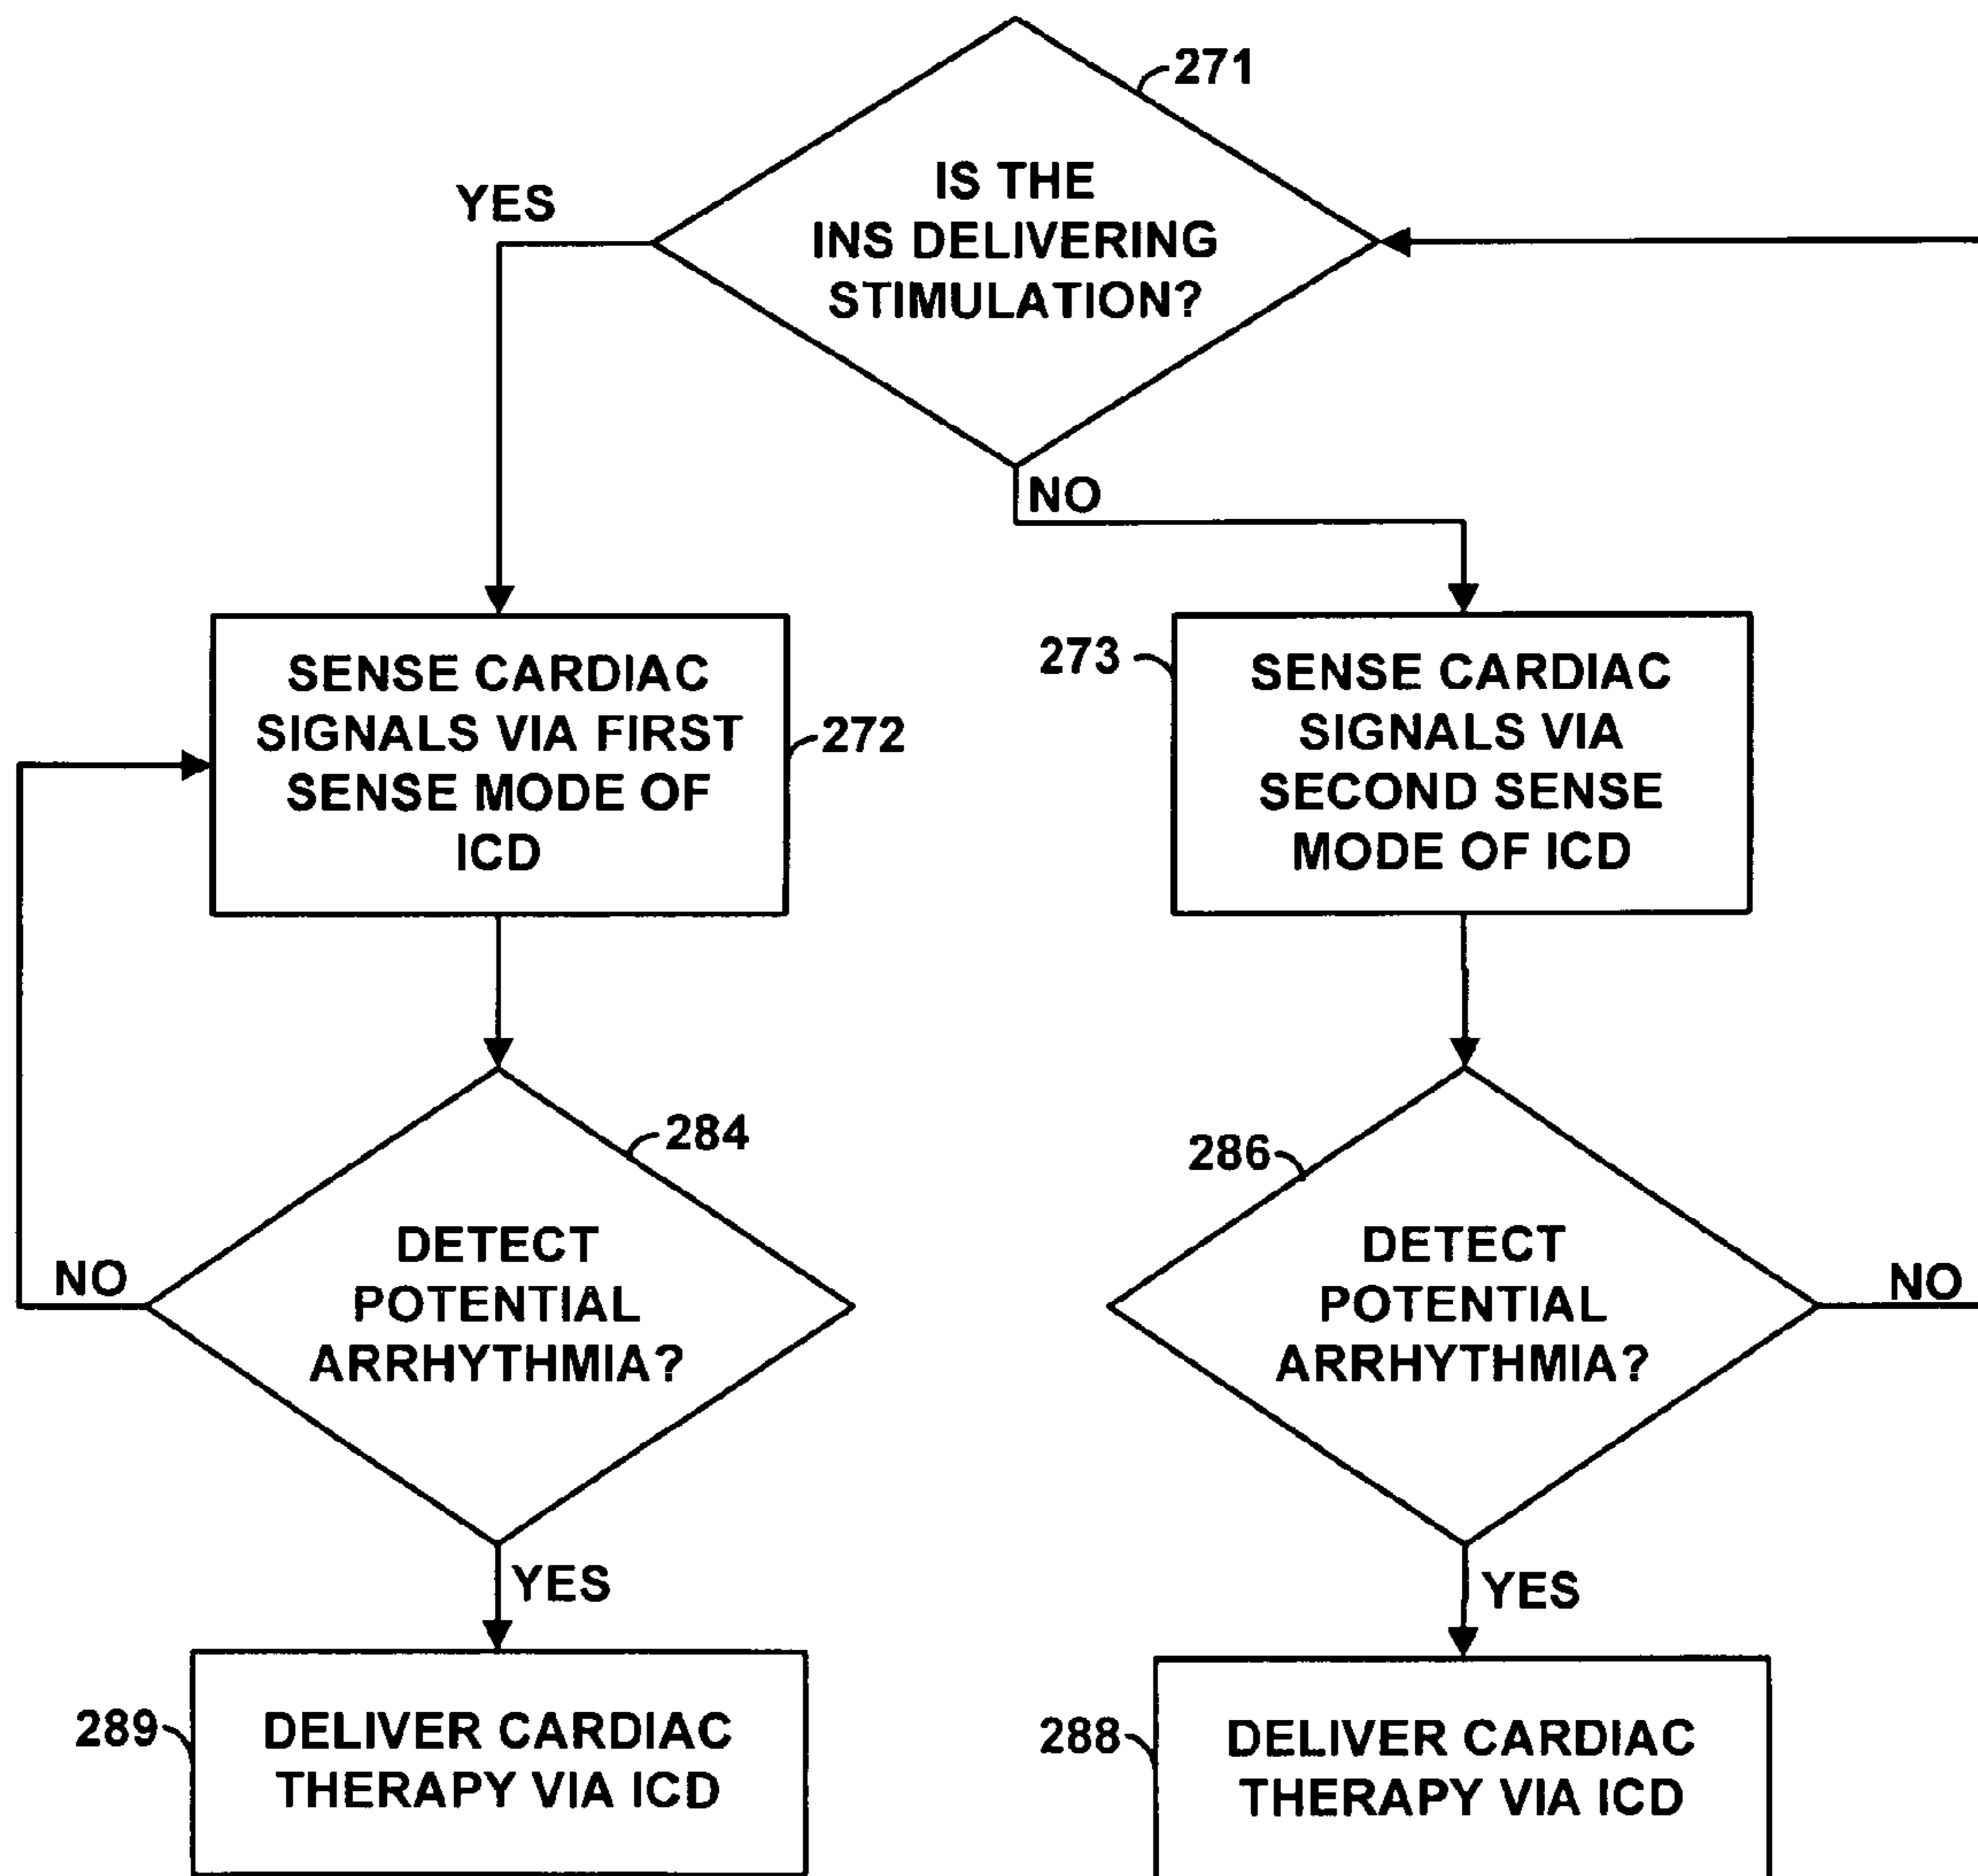 271
IS THE
INS DELIVERING
STIMULATION?
YES
NO
SENSE CARDIAC
SIGNALS VIA FIRST
SENSE MODE OF
ICD
272
273
SENSE CARDIAC
SIGNALS VIA
SECOND SENSE
MODE OF ICD
284
DETECT
POTENTIAL
ARRHYTHMIA?
NO
YES
286
DETECT
POTENTIAL
ARRHYTHMIA?
NO
YES
289
DELIVER CARDIAC
THERAPY VIA ICD
288
DELIVER CARDIAC
THERAPY VIA ICD